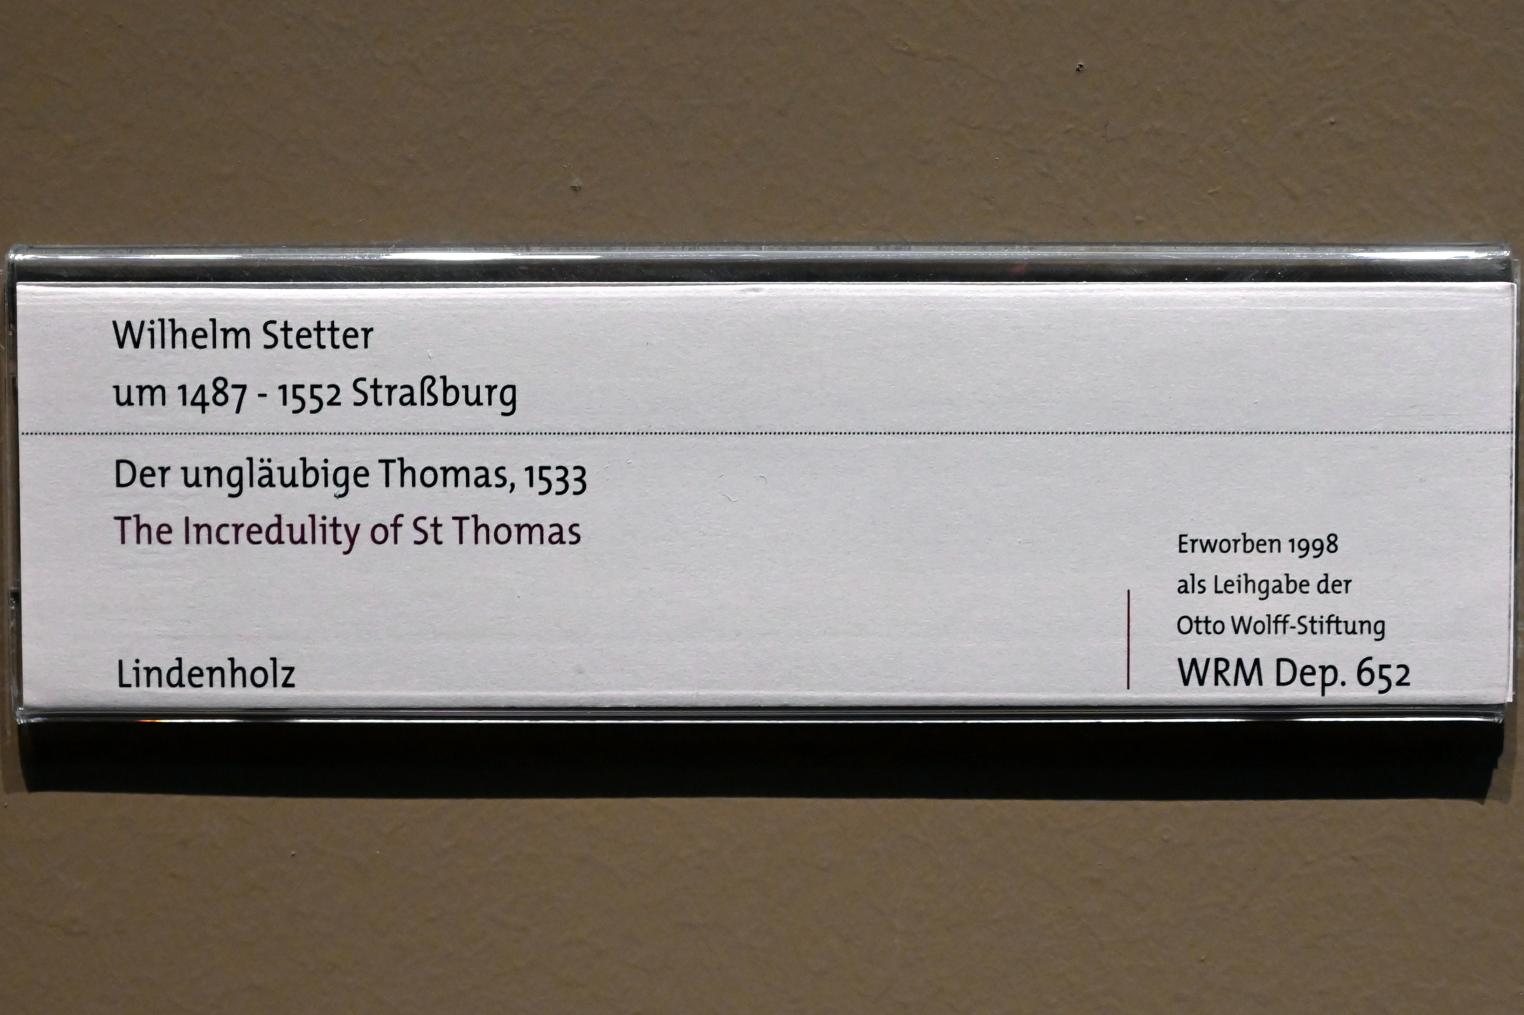 Wilhelm Stetter
um 1487 - 1552 Straßburg
Der ungläubige Thomas, 1533
The Incredulity of St Thomas
Lindenholz
Erworben 1998
als Leihgabe der
Otto Wolff-Stiftung
WRM Dep. 652